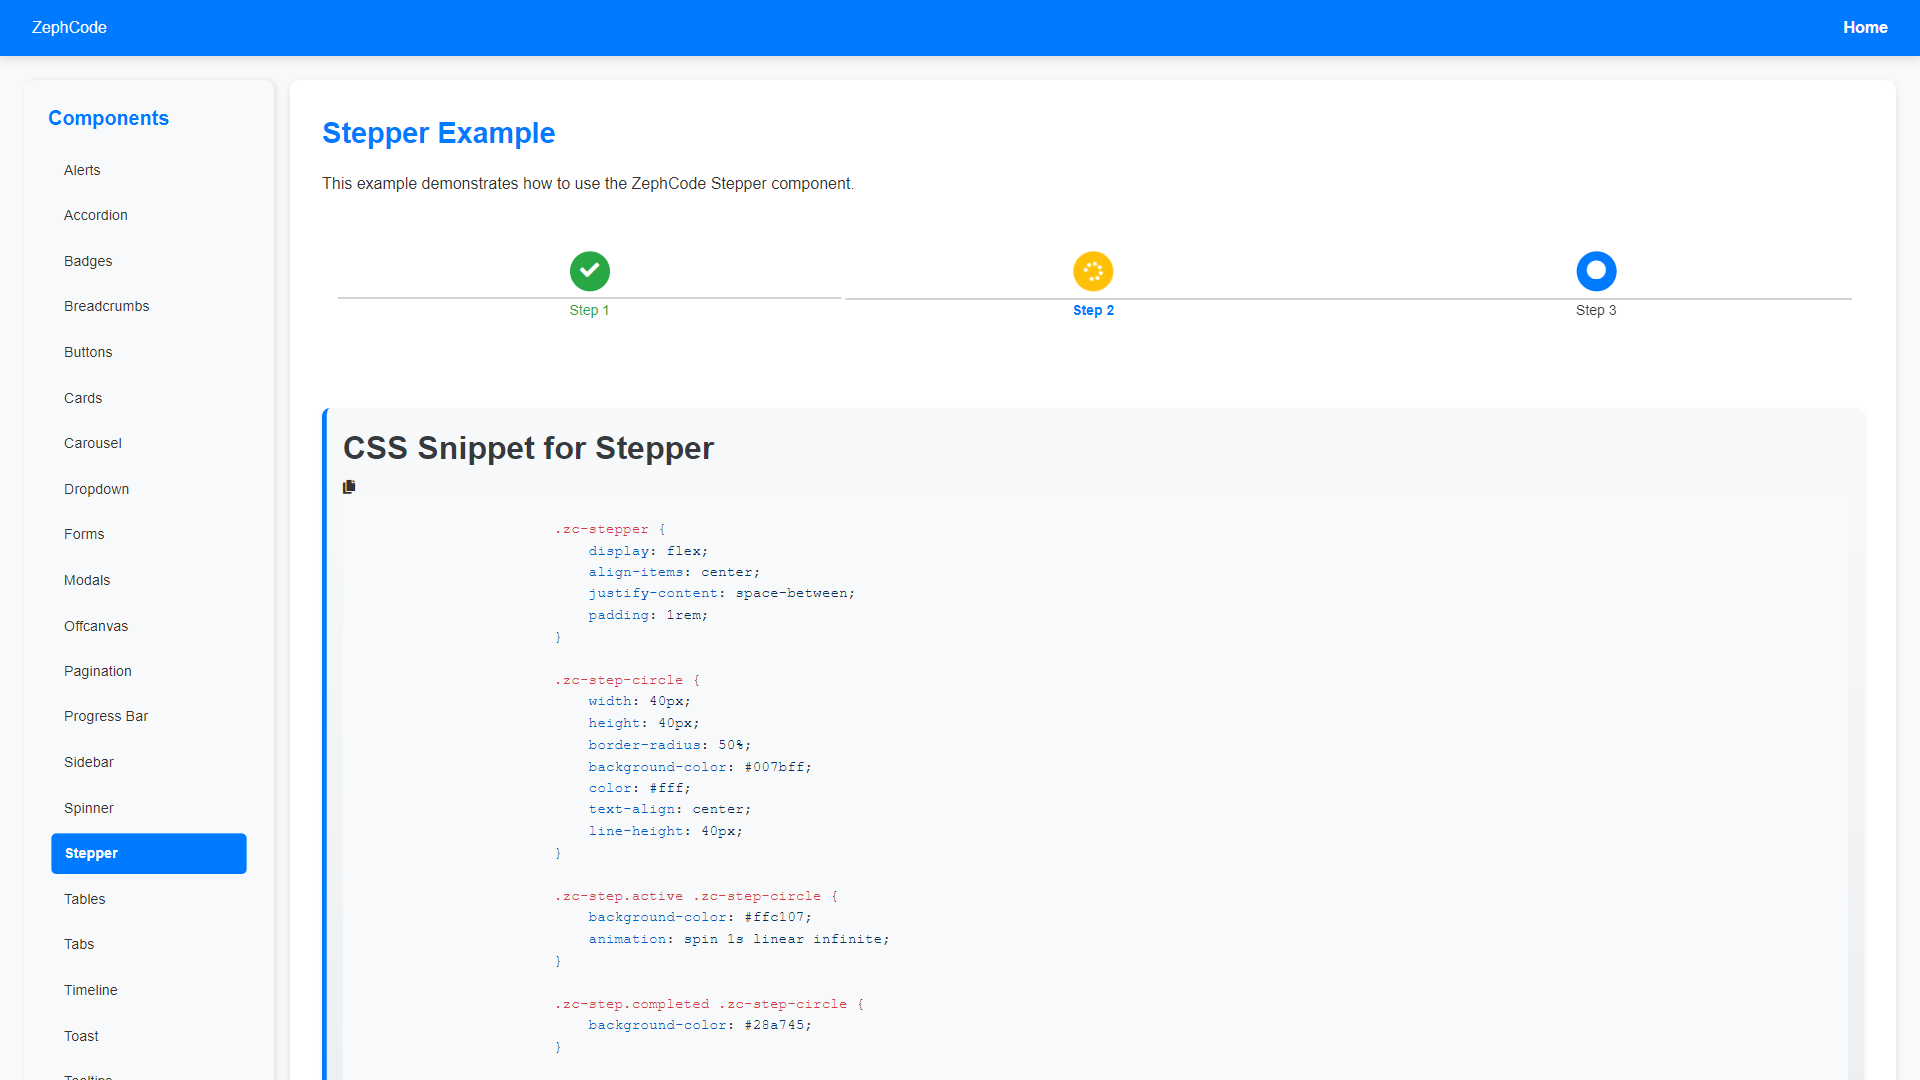 ZephCode
Home
Components
Alerts
Accordion
Badges
Breadcrumbs
Buttons
Cards
Carousel
Dropdown
Forms
Modals
Offcanvas
Pagination
Progress Bar
Sidebar
Spinner
Stepper
Tables
Tabs
Timeline
Toast
Stepper Example
This example demonstrates how to use the ZephCode Stepper component.
Step 1
Step 2
Step 3
CSS Snippet for Stepper
.zc-stepper {
    display: flex;
    align-items: center;
    justify-content: space-between;
    padding: 1rem;
}
.zc-step-circle {
    width: 40px;
    height: 40px;
    border-radius: 50%;
    background-color: #007bff;
    color: #fff;
    text-align: center;
    line-height: 40px;
}
.zc-step.active .zc-step-circle {
    background-color: #ffc107;
    animation: spin 1s linear infinite;
}
.zc-step.completed .zc-step-circle {
    background-color: #28a745;
}